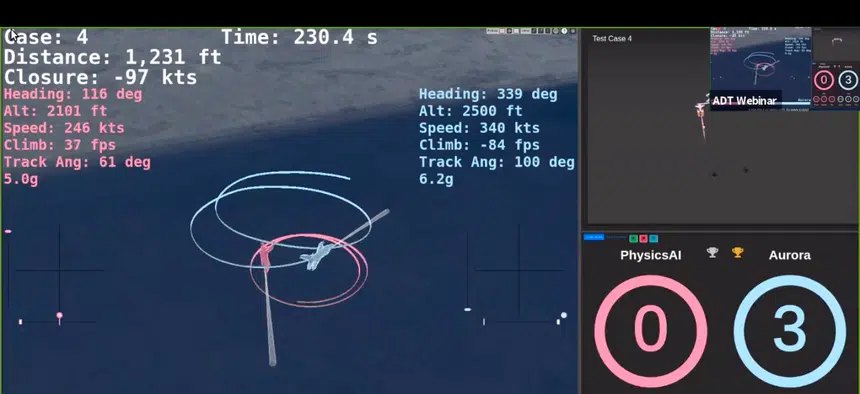 Case: 4
Time: 230.4 s
Distance: 1,231 ft
Closure: -97 kts
Heading: 116 deg
Alt: 2101 ft
Speed: 246 kts
Climb: 37 fps
Track Ang: 61 deg
5.0g
Heading: 339 deg
Alt: 2500 ft
Speed: 340 kts
Climb: -84 fps
Track Ang: 100 deg
6.2g
Test Case 4
ADT Webinar
PhysicsAI
Aurora
0
3